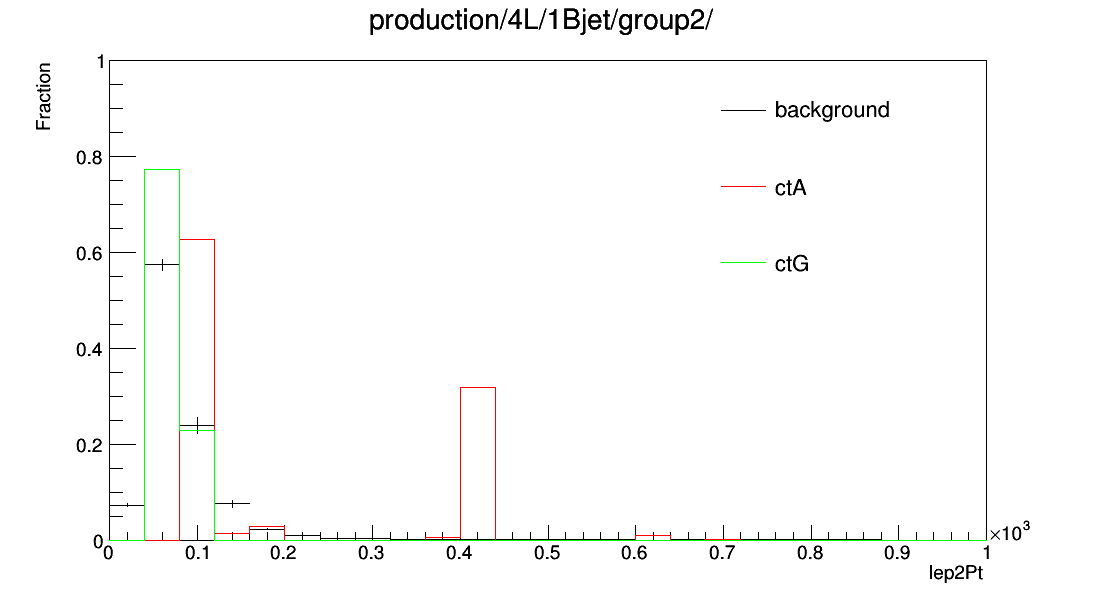 production/4L/1Bjet/group2/
Fraction
1
0.8
0.6
0.4
0.2
0
background
ctA
ctG
0 0.1 0.2 0.3 0.4 0.5 0.6 0.7 0.8 0.9 1
×10³
lep2Pt